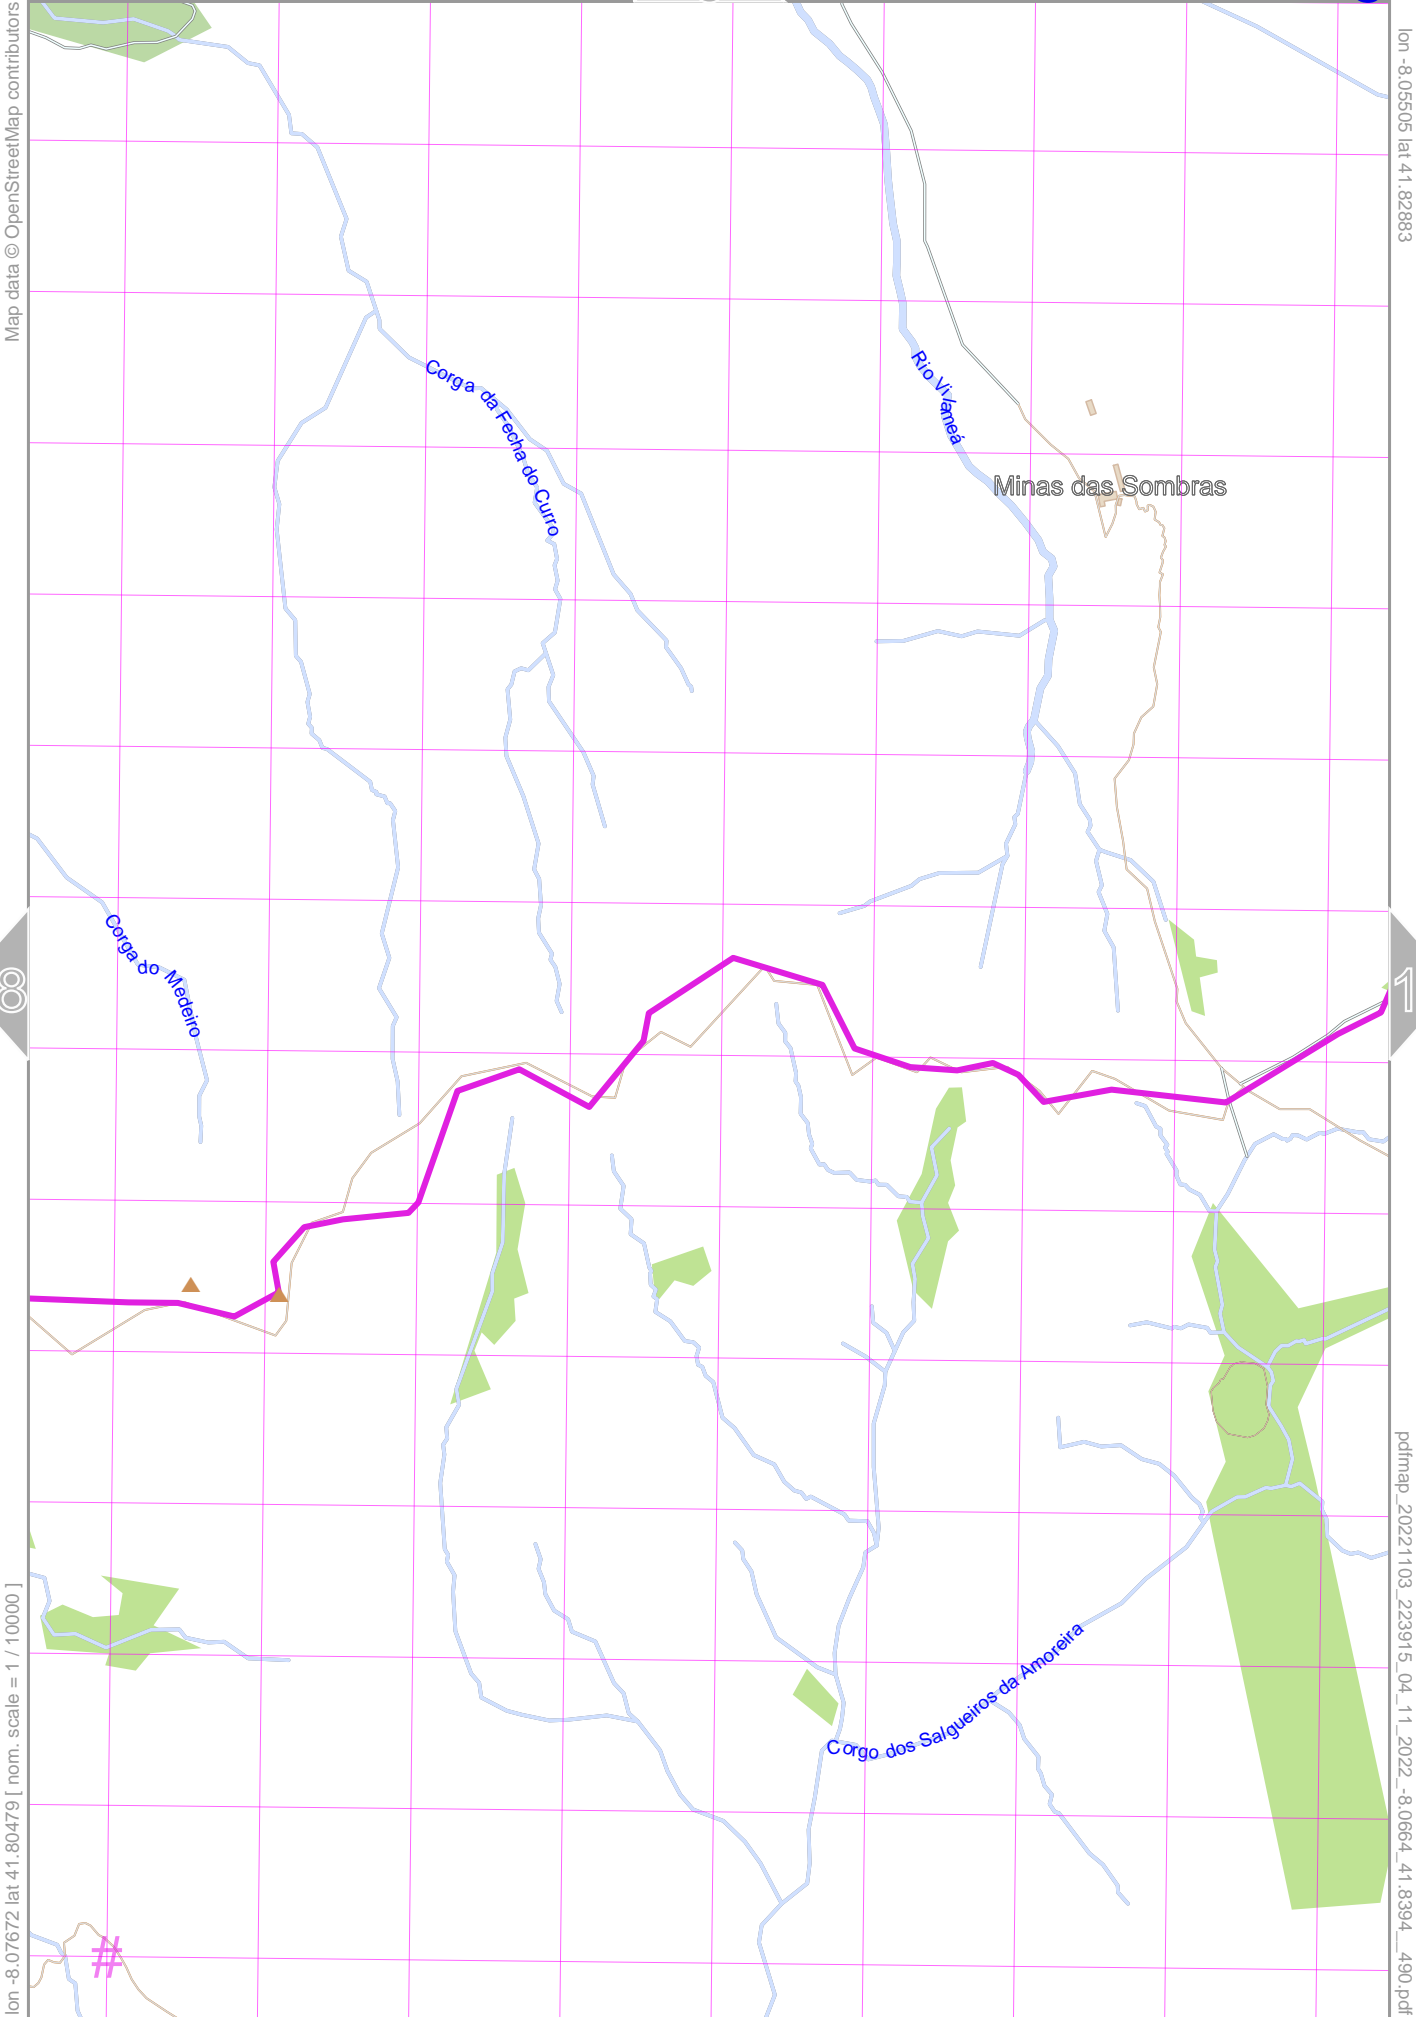 Map data © OpenStreetMap contributors
lon -8.05505 lat 41.82883
Corga da Fecha do Curro
Rio Vilameá
Minas das Sombras
Corga do Medeiro
8
1
Corgo dos Salgueiros da Amoreira
#
lon -8.07672 lat 41.80479 [ nom. scale = 1 / 10000 ]
pdfmap_20221103_223915_04_11_2022_-8.0664_41.8394__490.pdf